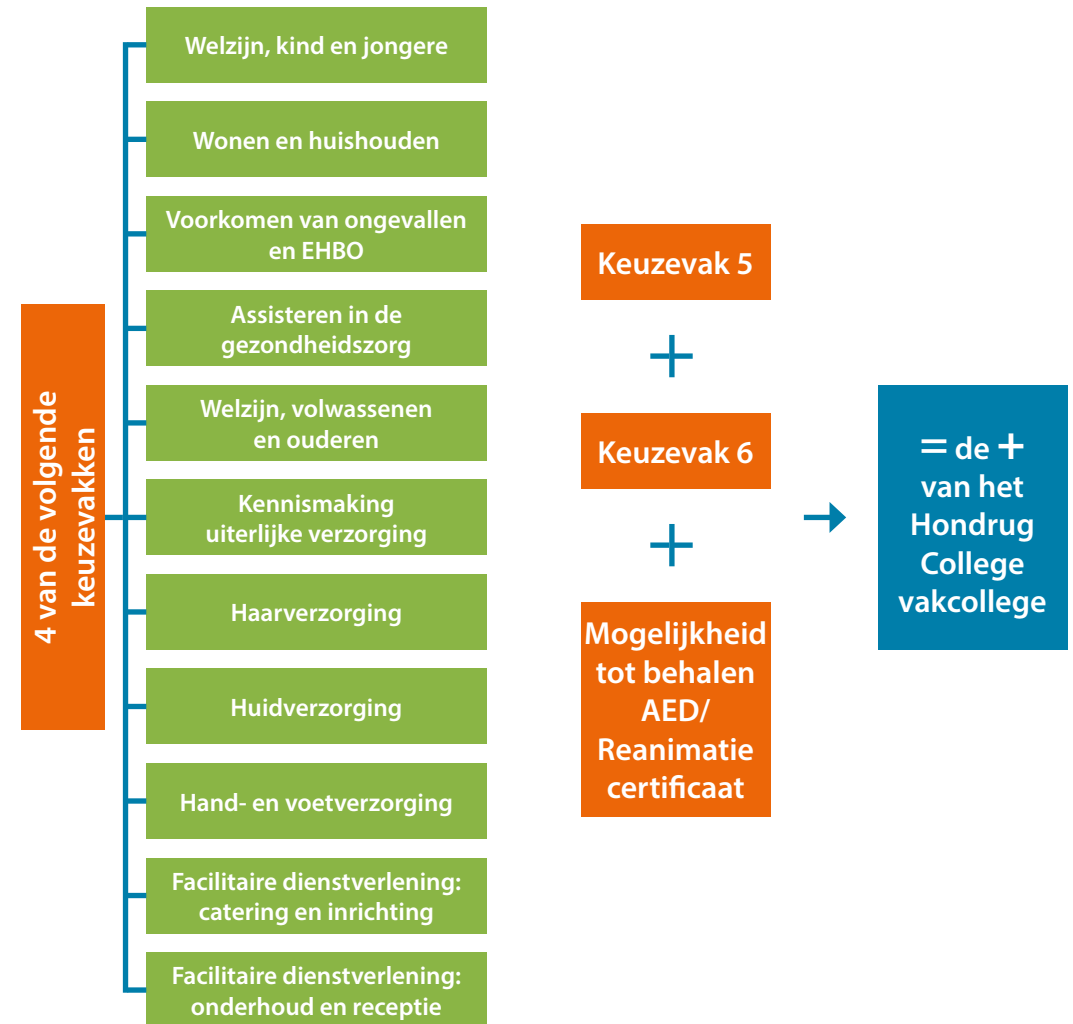 4 van de volgende
keuzevakken
Welzijn, kind en jongere
Wonen en huishouden
Voorkomen van ongevallen
en EHBO
Assisteren in de
gezondheidszorg
Welzijn, volwassenen
en ouderen
Kennismaking
uiterlijke verzorging
Haarverzorging
Huidverzorging
Hand- en voetverzorging
Facilitaire dienstverlening:
catering en inrichting
Facilitaire dienstverlening:
onderhoud en receptie
Keuzevak 5
+
Keuzevak 6
+
Mogelijkheid
tot behalen
AED/
Reanimatie
certificaat
= de +
van het
Hondrug
College
vakcollege